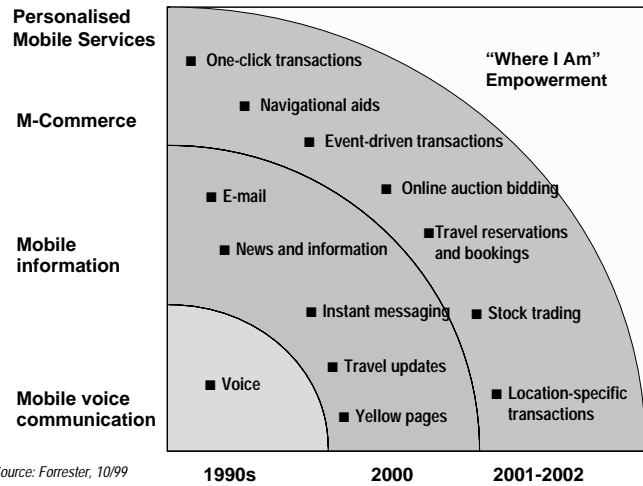 Personalised
Mobile Services
“Where I Am”
Empowerment
■ One-click transactions
■ Navigational aids
M-Commerce
■ Event-driven transactions
■ Online auction bidding
■ E-mail
■ Travel reservations
and bookings
Mobile
information
■ News and information
■ Instant messaging
■ Stock trading
■ Travel updates
■ Voice
Mobile voice
communication
■ Location-specific
transactions
■ Yellow pages
ource: Forrester, 10/99
1990s
2000
2001-2002